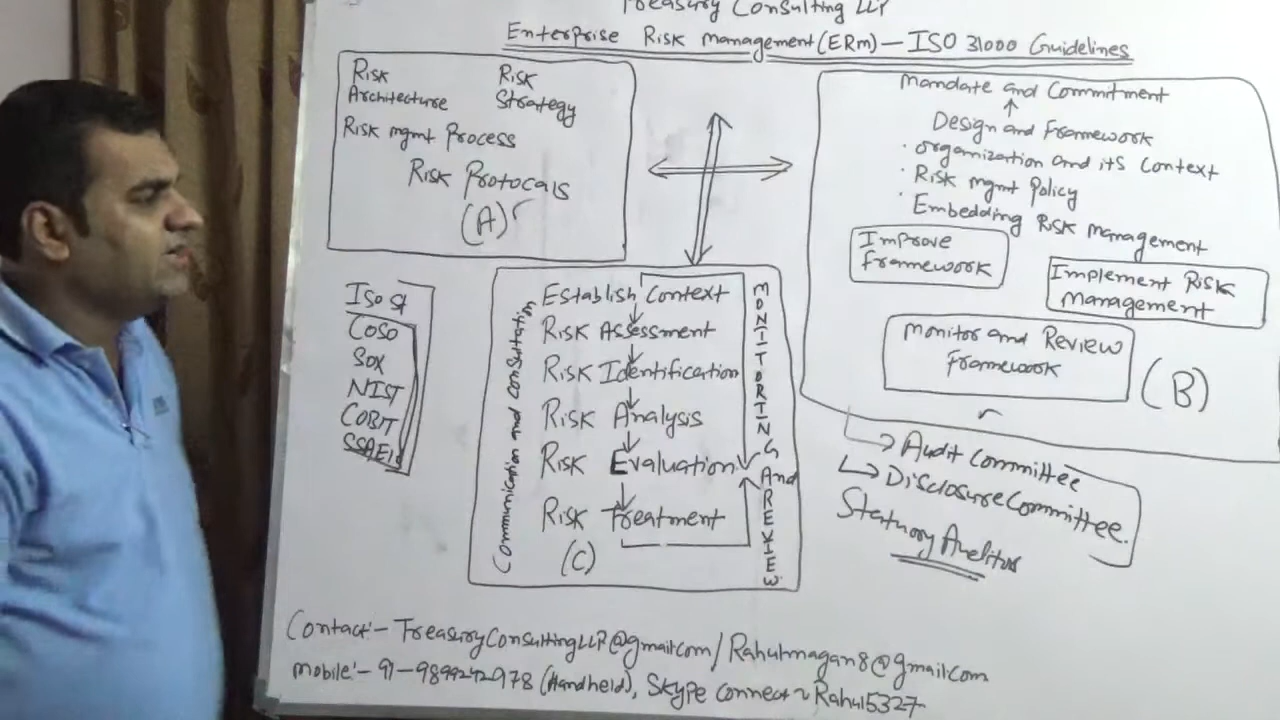 Treasury Consulting LLP
Enterprise Risk Management (ERM) – ISO 31000 Guidelines
Risk Architecture
Risk Strategy
Risk mgmt Process
Risk Protocals
(A)
Mandate and Commitment
Design and Framework
· organization and its Context
· Risk mgmt Policy
· Embedding Risk management
Improve
Framework
Implement Risk
Management
Monitor and Review
Framework
(B)
ISO
COSO
SOX
NIST
COBIT
Communication and Consultation
Establish Context
Risk Assessment
Risk Identification
Risk Analysis
Risk Evaluation
Risk Treatment
(C)
MONITORING And REVIEW
Audit Committee
Disclosure Committee.
Statuory Auditor
Contact:- TreasuryConsultingLLP@gmail.com / Rahulmagan8@gmail.com
Mobile:- 91-9899242978 (Handheld), Skype Connect ~ Rahul5327